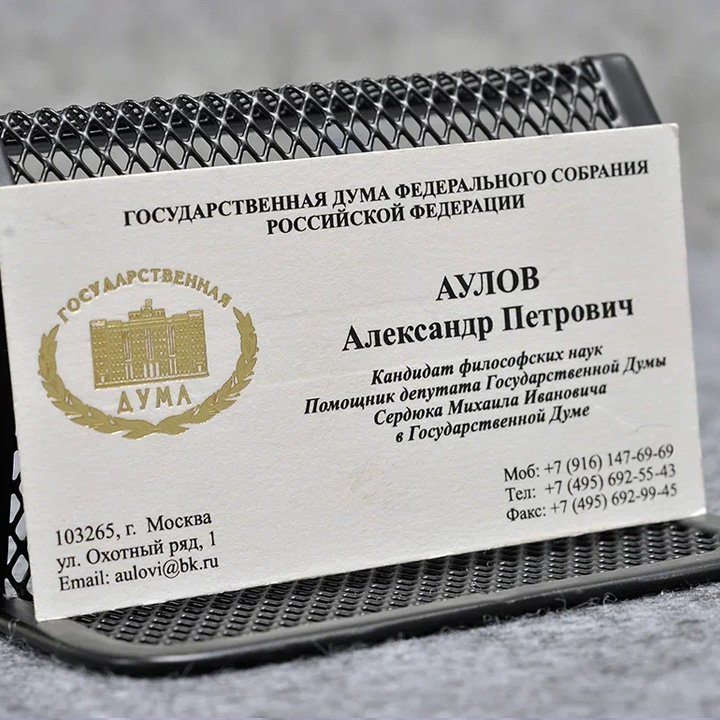 ГОСУДАРСТВЕННАЯ ДУМА ФЕДЕРАЛЬНОГО СОБРАНИЯ
РОССИЙСКОЙ ФЕДЕРАЦИИ
ГОСУДАРСТВЕННАЯ
ДУМА
АУЛОВ
Александр Петрович
Кандидат философских наук
Помощник депутата Государственной Думы
Сердюка Михаила Ивановича
в Государственной Думе
103265, г. Москва
ул. Охотный ряд, 1
Email: aulovi@bk.ru
Моб: +7 (916) 147-69-69
Тел: +7 (495) 692-55-43
Факс: +7 (495) 692-99-45